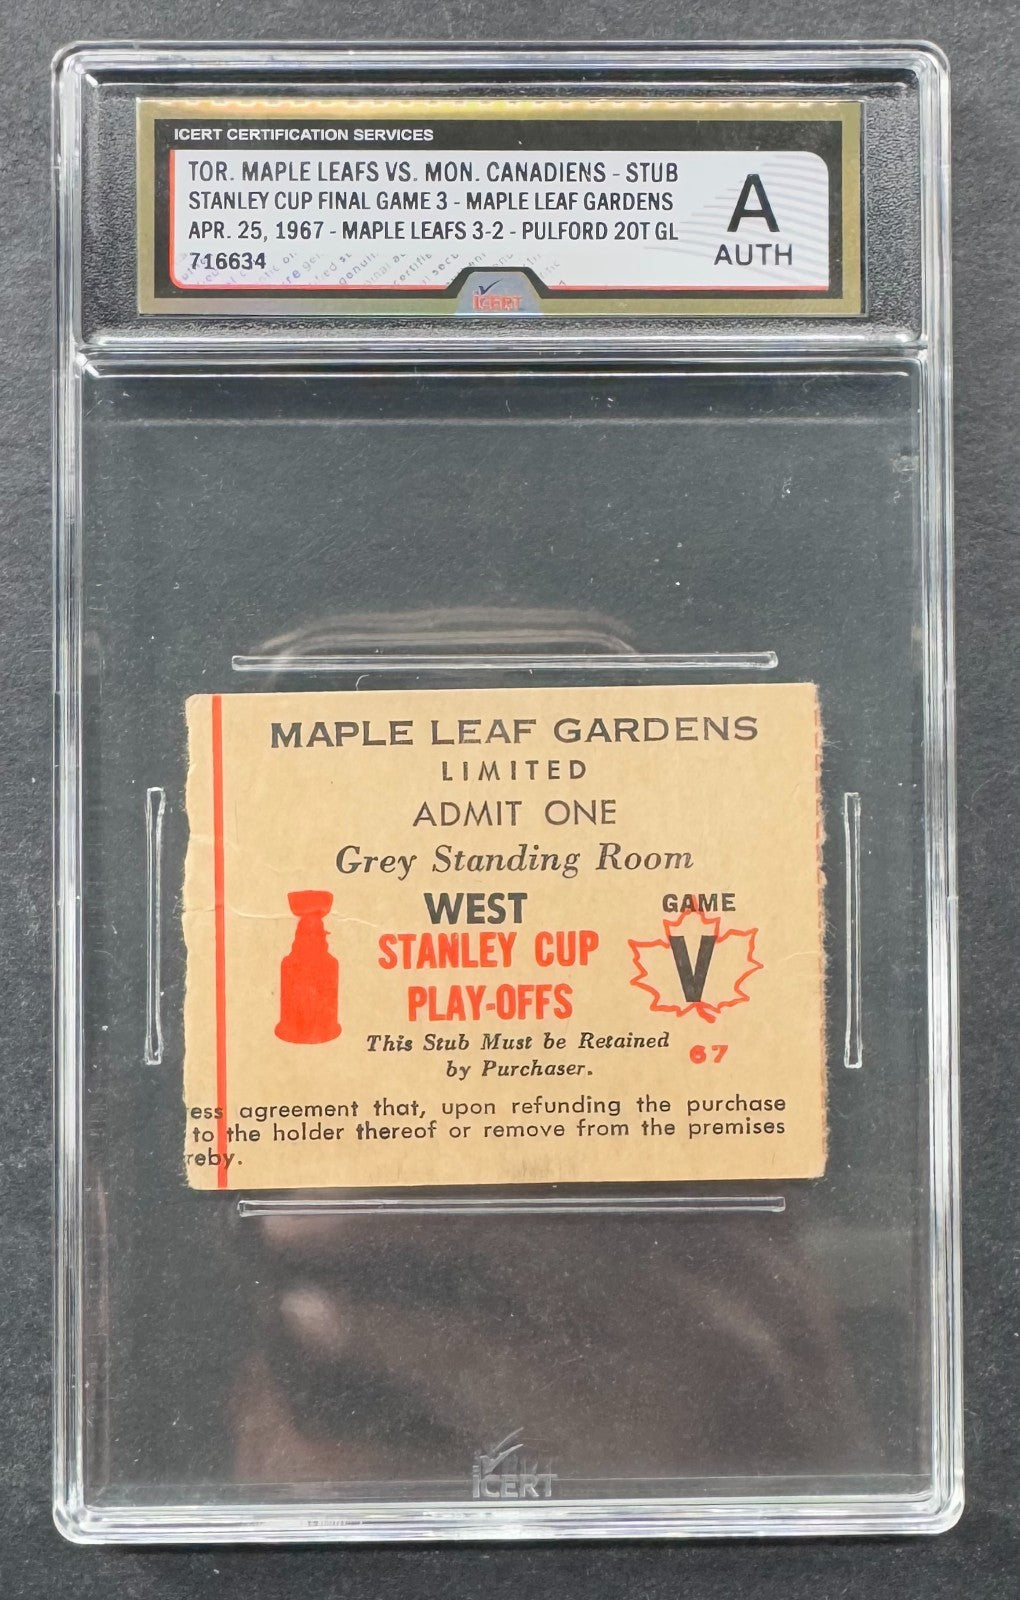 ICERT CERTIFICATION SERVICES
TOR. MAPLE LEAFS VS. MON. CANADIENS - STUB
STANLEY CUP FINAL GAME 3 - MAPLE LEAF GARDENS
APR. 25, 1967 - MAPLE LEAFS 3-2 - PULFORD 2OT GL
716634
A
AUTH
iCERT
MAPLE LEAF GARDENS
LIMITED
ADMIT ONE
Grey Standing Room
WEST
STANLEY CUP
PLAY-OFFS
GAME
V
67
This Stub Must be Retained
by Purchaser.
ess agreement that, upon refunding the purchase
to the holder thereof or remove from the premises
reby.
iCERT